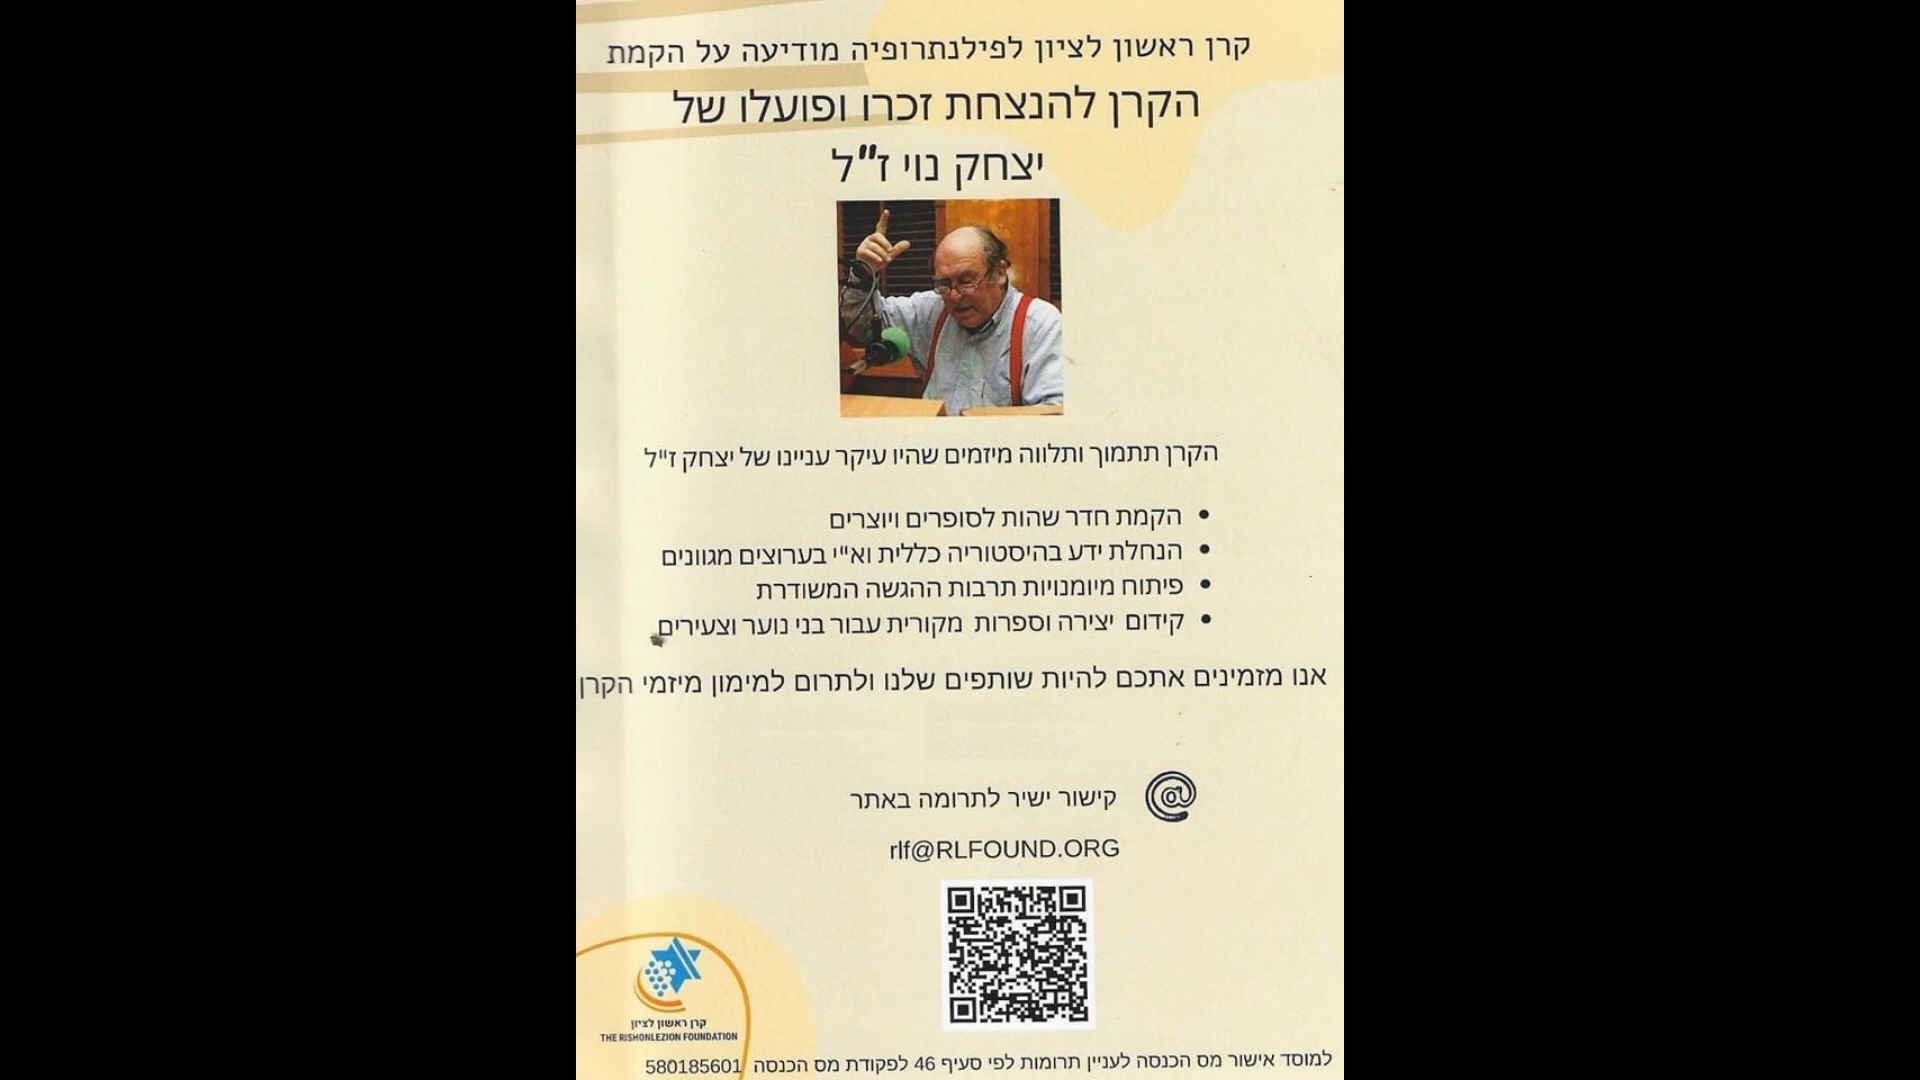 קרן ראשון לציון לפילנתרופיה מודיעה על הקמת
הקרן להנצחת זכרו ופועלו של
יצחק נוי ז"ל
הקרן תתמוך ותלווה מיזמים שהיו עיקר עניינו של יצחק ז"ל
• הקמת חדר שהות לסופרים ויוצרים
• הנחלת ידע בהיסטוריה כללית וא"י בערוצים מגוונים
• פיתוח מיומנויות תרבות ההגשה המשודרת
• קידום יצירה וספרות מקורית עבור בני נוער וצעירים
אנו מזמינים אתכם להיות שותפים שלנו ולתרום למימון מיזמי הקרן
קישור ישיר לתרומה באתר
rlf@RLFOUND.ORG
קרן ראשון לציון
THE RISHONLEZION FOUNDATION
למוסד אישור מס הכנסה לעניין תרומות לפי סעיף 46 לפקודת מס הכנסה 580185601